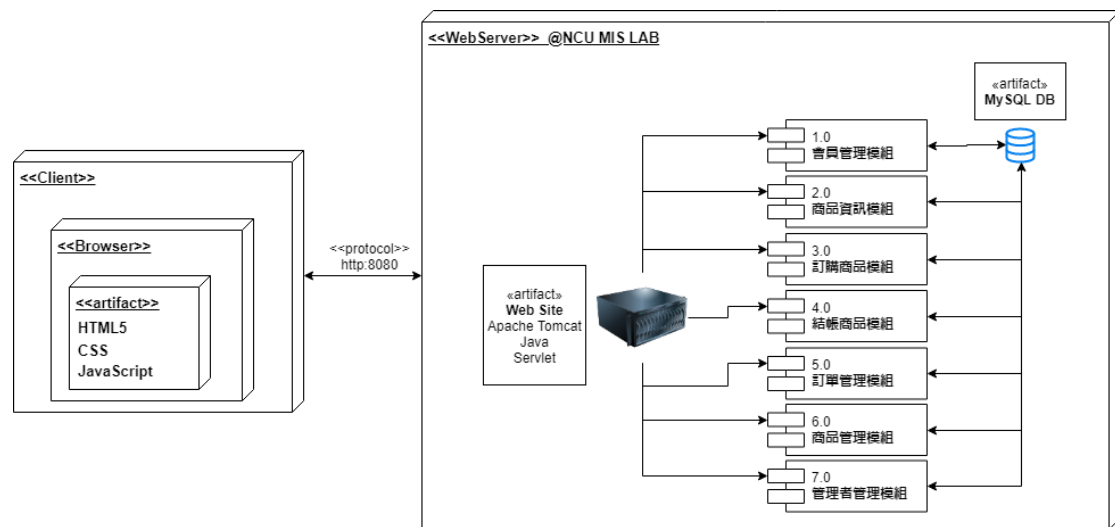 <<WebServer>> @NCU MIS LAB
«artifact»
MySQL DB
<<Client>>
<<Browser>>
<<artifact>>
HTML5
CSS
JavaScript
<<protocol>>
http:8080
«artifact»
Web Site
Apache Tomcat
Java
Servlet
1.0
會員管理模組
2.0
商品資訊模組
3.0
訂購商品模組
4.0
結帳商品模組
5.0
訂單管理模組
6.0
商品管理模組
7.0
管理者管理模組